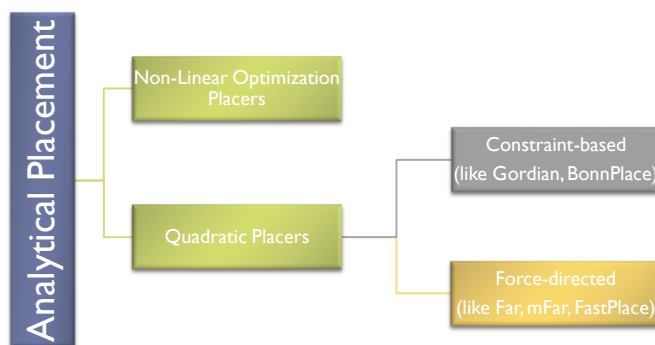 Analytical Placement
Non-Linear Optimization
Placers
Quadratic Placers
Constraint-based
(like Gordian, BonnPlace)
Force-directed
(like Far, mFar, FastPlace)